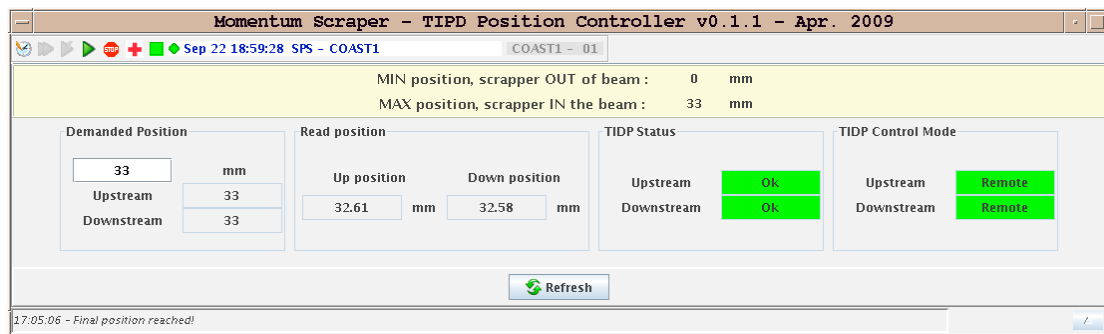 Momentum Scraper - TIPD Position Controller v0.1.1 - Apr. 2009
STOP Sep 22 18:59:28 SPS - COAST1 COAST1 - 01
MIN position, scrapper OUT of beam : 0 mm
MAX position, scrapper IN the beam : 33 mm
Demanded Position
33 mm
Upstream 33
Downstream 33
Read position
Up position Down position
32.61 mm 32.58 mm
TIDP Status
Upstream Ok
Downstream Ok
TIDP Control Mode
Upstream Remote
Downstream Remote
Refresh
17:05:06 - Final position reached!